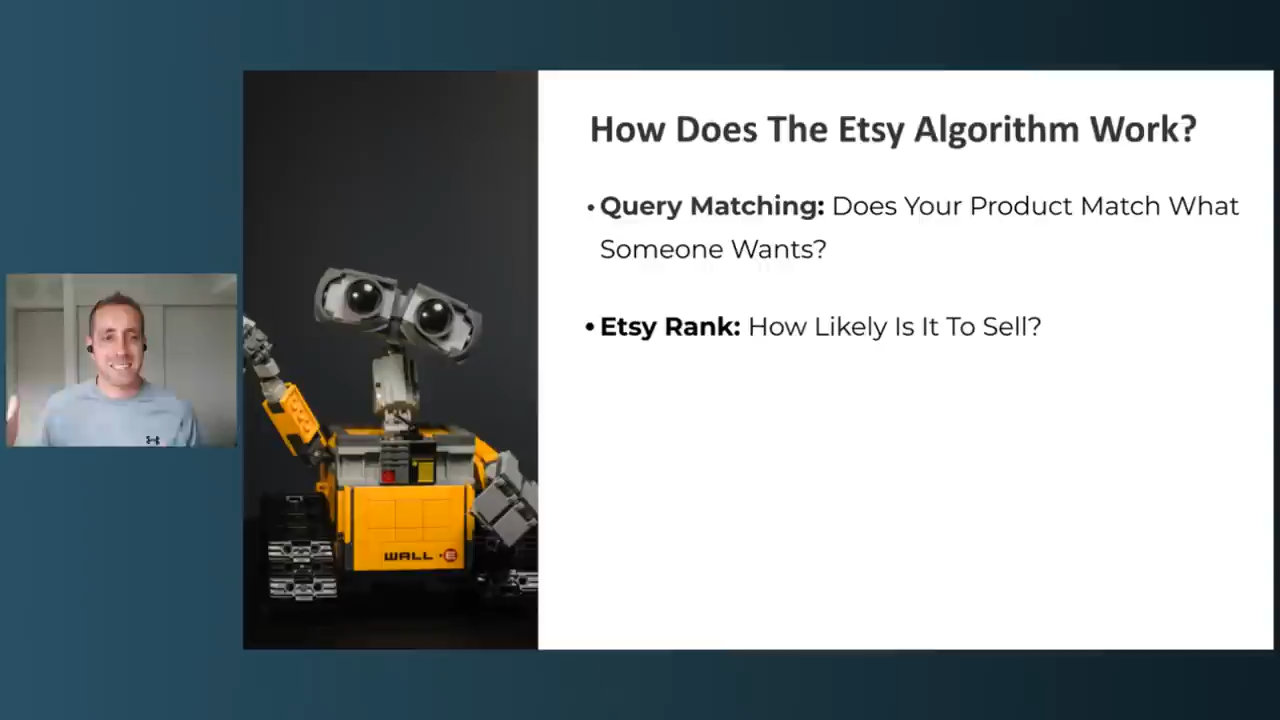 How Does The Etsy Algorithm Work?
• Query Matching: Does Your Product Match What
Someone Wants?
• Etsy Rank: How Likely Is It To Sell?
WALL•E